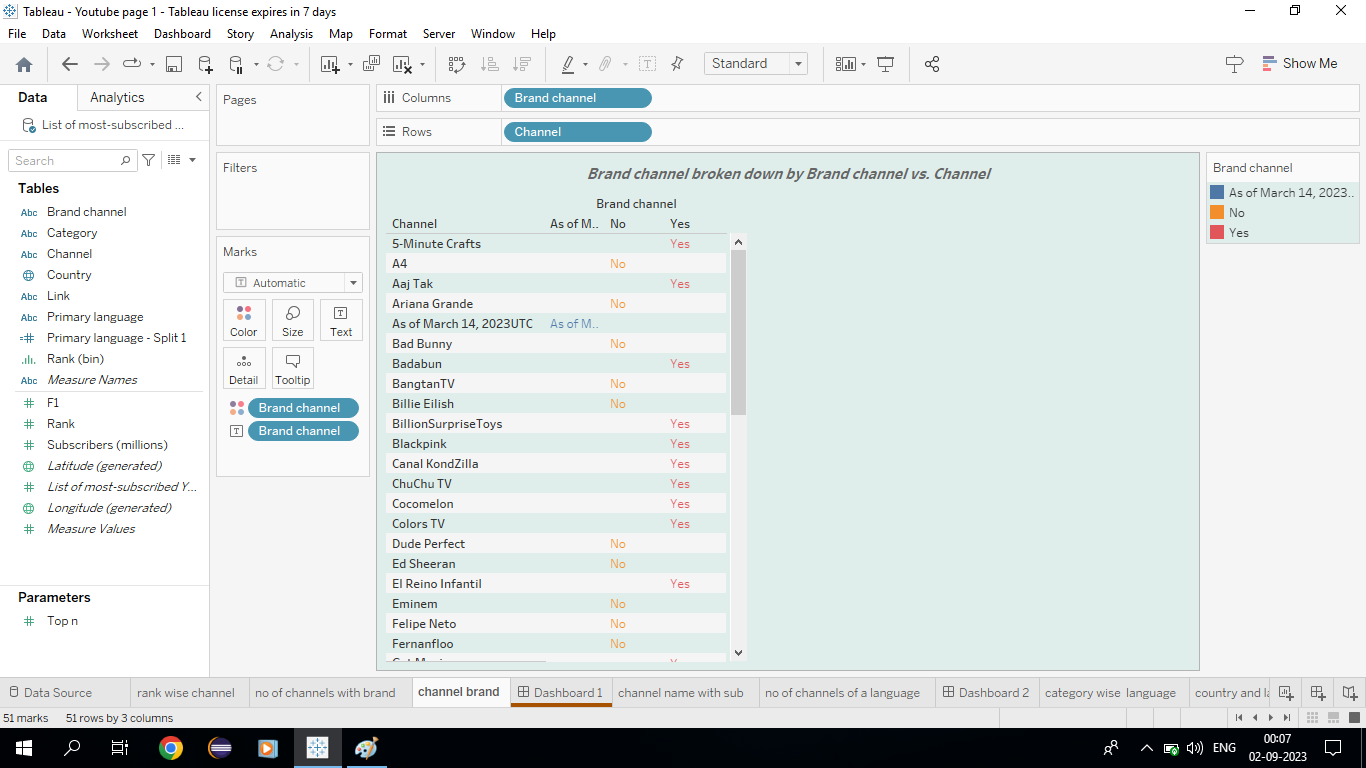 Tableau - Youtube page 1 - Tableau license expires in 7 days
File Data Worksheet Dashboard Story Analysis Map Format Server Window Help
Standard
Show Me
Data Analytics
List of most-subscribed ...
Search
Tables
Abc Brand channel
Abc Category
Abc Channel
Country
Abc Link
Abc Primary language
=# Primary language - Split 1
Rank (bin)
Abc Measure Names
# F1
# Rank
# Subscribers (millions)
Latitude (generated)
# List of most-subscribed Y...
Longitude (generated)
# Measure Values
Parameters
# Top n
Pages
Filters
Marks
T Automatic
Color Size Text
Detail Tooltip
Brand channel
Brand channel
Columns Brand channel
Rows Channel
Brand channel broken down by Brand channel vs. Channel
Brand channel
Channel As of M.. No Yes
5-Minute Crafts Yes
A4 No
Aaj Tak Yes
Ariana Grande No
As of March 14, 2023UTC As of M..
Bad Bunny No
Badabun Yes
BangtanTV No
Billie Eilish No
BillionSurpriseToys Yes
Blackpink Yes
Canal KondZilla Yes
ChuChu TV Yes
Cocomelon Yes
Colors TV Yes
Dude Perfect No
Ed Sheeran No
El Reino Infantil Yes
Eminem No
Felipe Neto No
Fernanfloo No
Brand channel
As of March 14, 2023..
No
Yes
Data Source rank wise channel no of channels with brand channel brand Dashboard 1 channel name with sub no of channels of a language Dashboard 2 category wise language country and la
51 marks 51 rows by 3 columns
ENG
00:07
02-09-2023